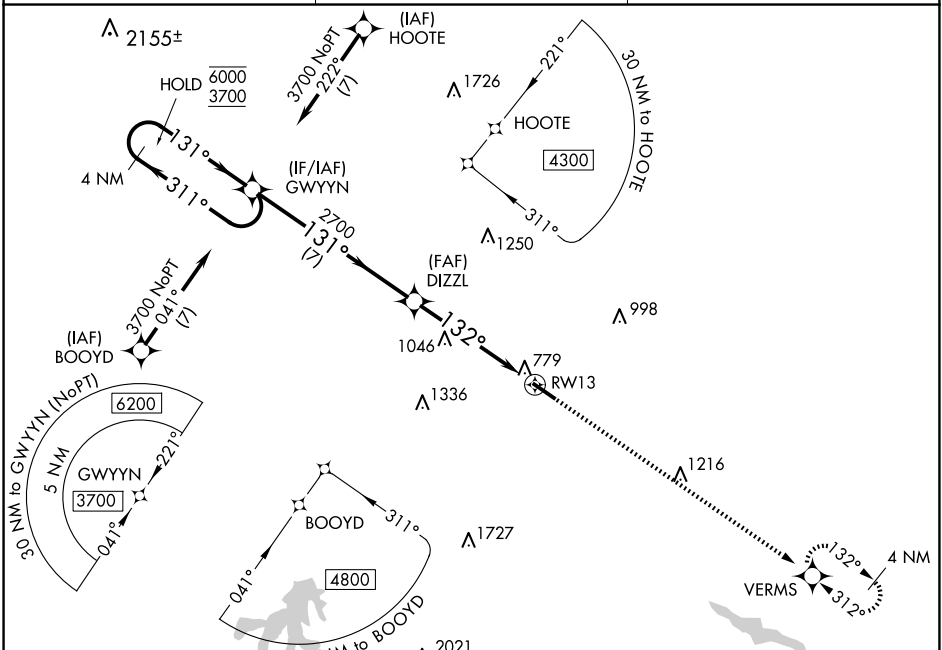 2155±
(IAF)
HOOTE
3700 NoPT
222°
(7)
HOLD
6000
3700
131°
311°
4 NM
(IF/IAF)
GWYYN
1726
221°
HOOTE
4300
311°
30 NM to HOOTE
1250
2700
131°
(7)
(FAF)
DIZZL
132°
998
3700 NoPT
041°
(7)
(IAF)
BOOYD
1046
779
RW13
1336
30 NM to GWYYN (NoPT)
6200
5 NM
221°
GWYYN
3700
041°
1216
BOOYD
311°
041°
4800
NM to BOOYD
1727
132°
4 NM
312°
VERMS
2021